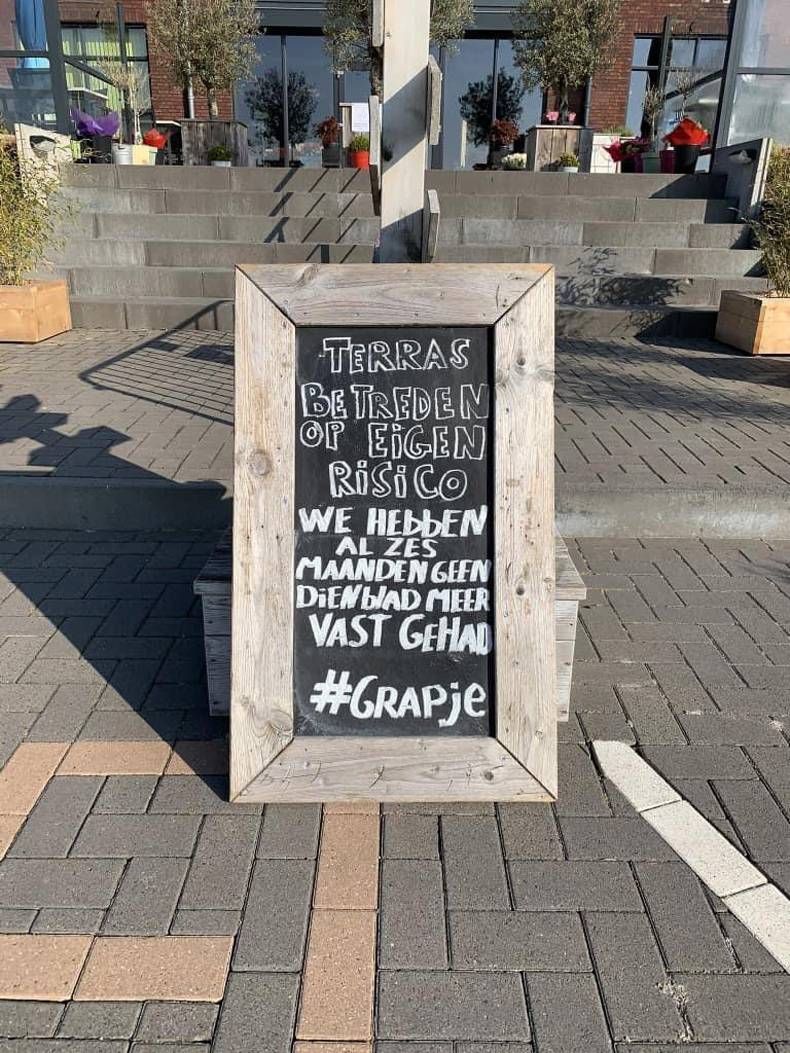 TERRAS
BETREDEN
OP EIGEN
RISICO
WE HEBBEN
AL ZES
MAANDEN GEEN
DIENBLAD MEER
VAST GEHAD
#GRAPJE